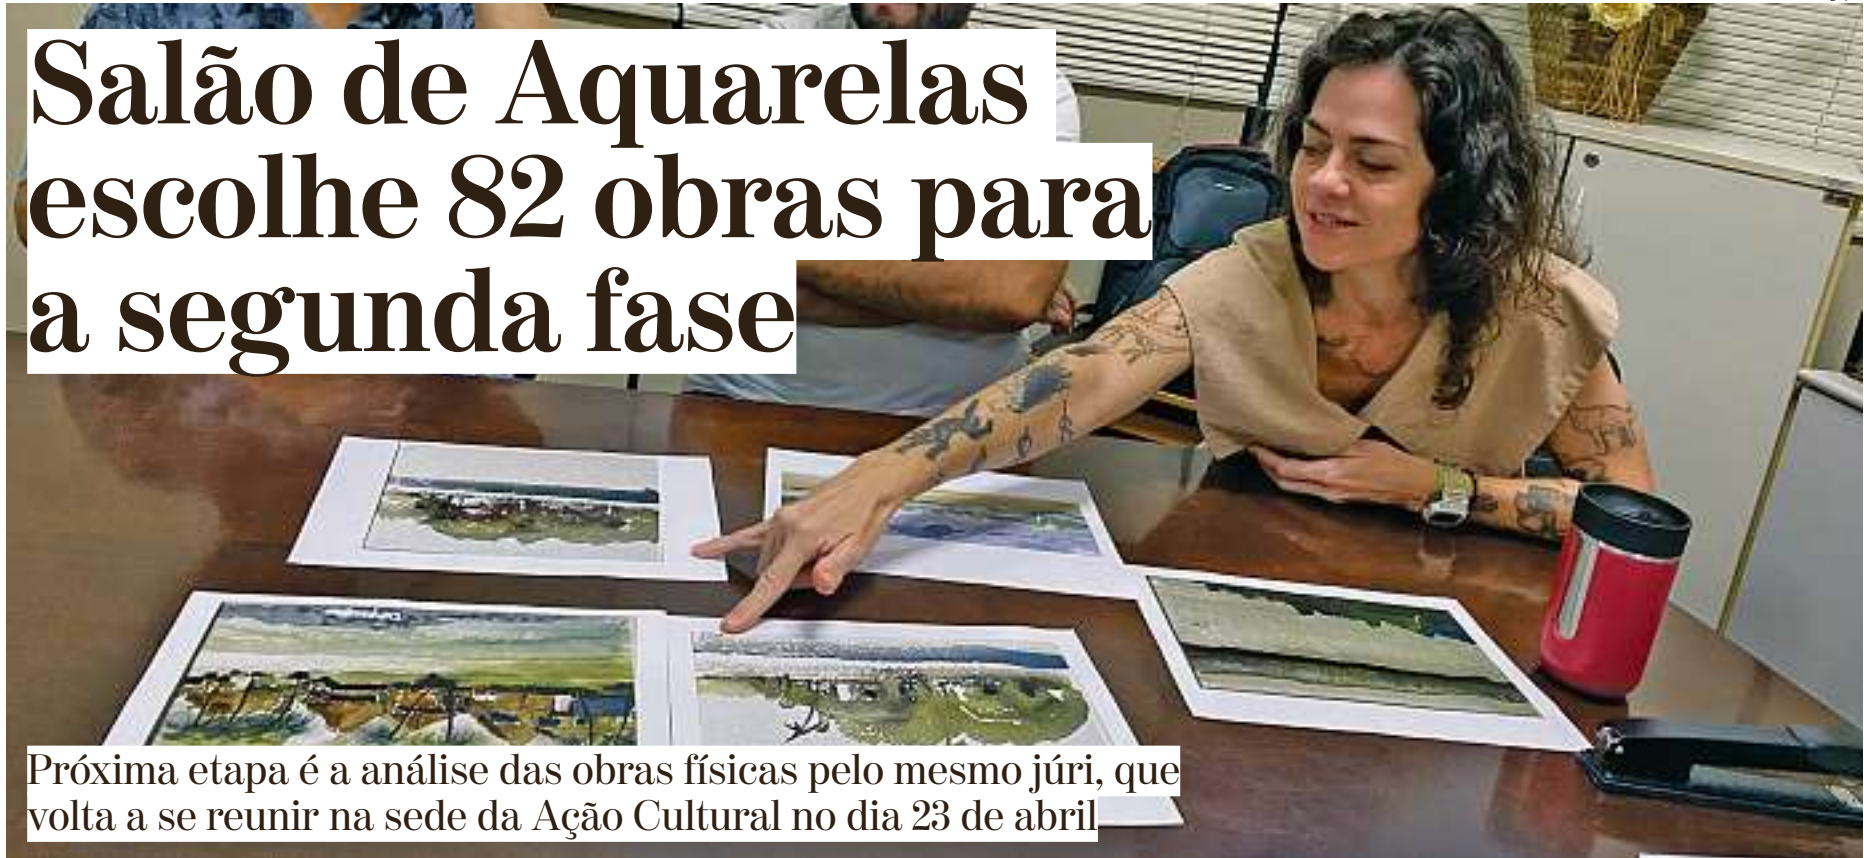 Salão de Aquarelas
escolhe 82 obras para
a segunda fase
Próxima etapa é a análise das obras físicas pelo mesmo júri, que
volta a se reunir na sede da Ação Cultural no dia 23 de abril